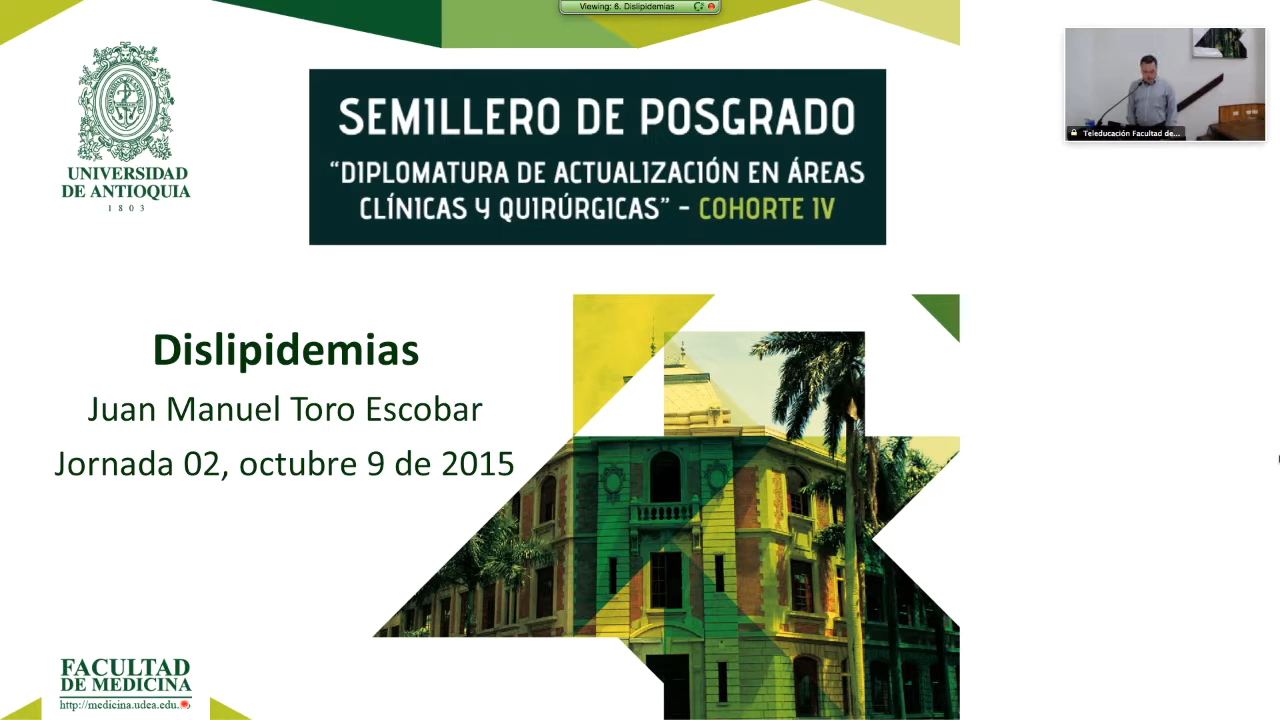 Viewing: 6. Dislipidemias
UNIVERSIDAD
DE ANTIOQUIA
1803
SEMILLERO DE POSGRADO
“DIPLOMATURA DE ACTUALIZACIÓN EN ÁREAS
CLÍNICAS Y QUIRÚRGICAS” – COHORTE IV
Teleducación Facultad de...
Dislipidemias
Juan Manuel Toro Escobar
Jornada 02, octubre 9 de 2015
FACULTAD
DE MEDICINA
http://medicina.udea.edu.